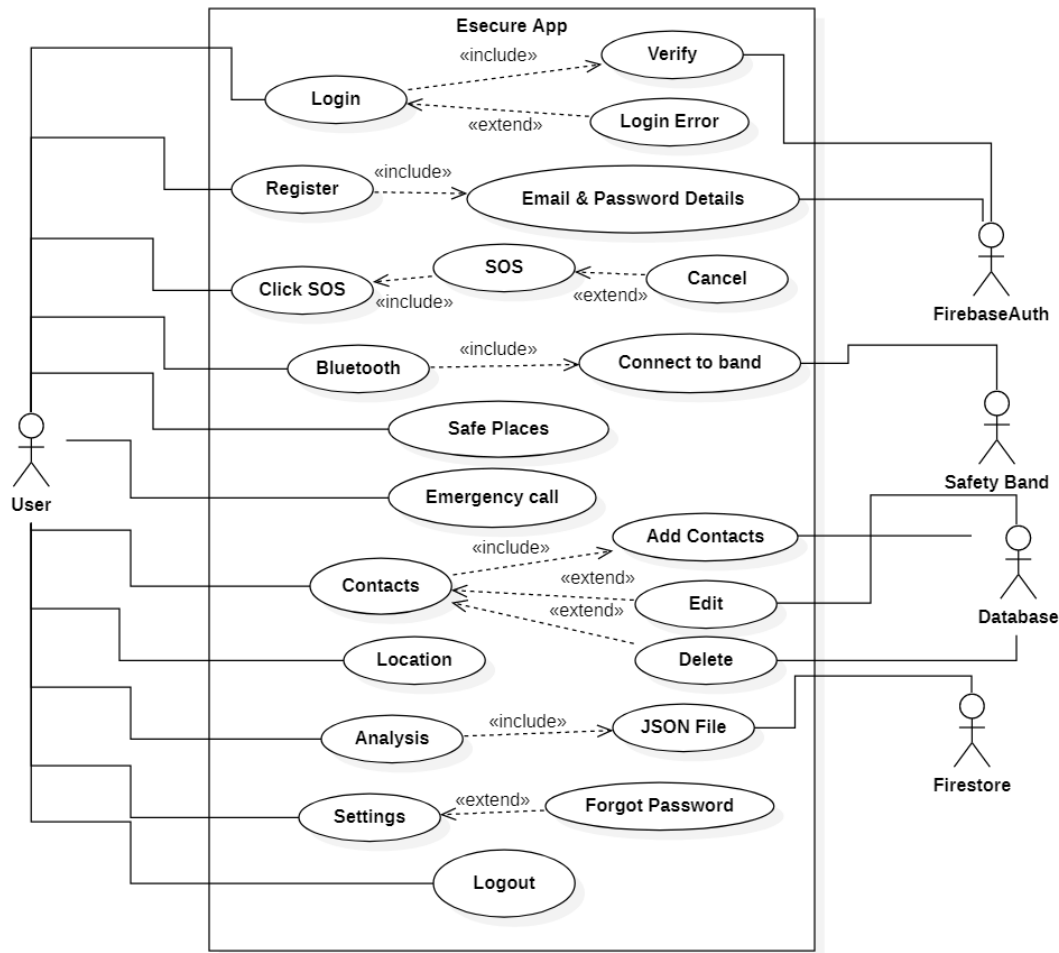 Esecure App
«include»
Verify
Login
«extend»
Login Error
Register
«include»
Email & Password Details
Click SOS
«include»
SOS
«extend»
Cancel
FirebaseAuth
Bluetooth
«include»
Connect to band
Safe Places
Safety Band
User
Emergency call
Contacts
«include»
Add Contacts
«extend»
Edit
«extend»
Delete
Database
Location
Analysis
«include»
JSON File
Firestore
Settings
«extend»
Forgot Password
Logout